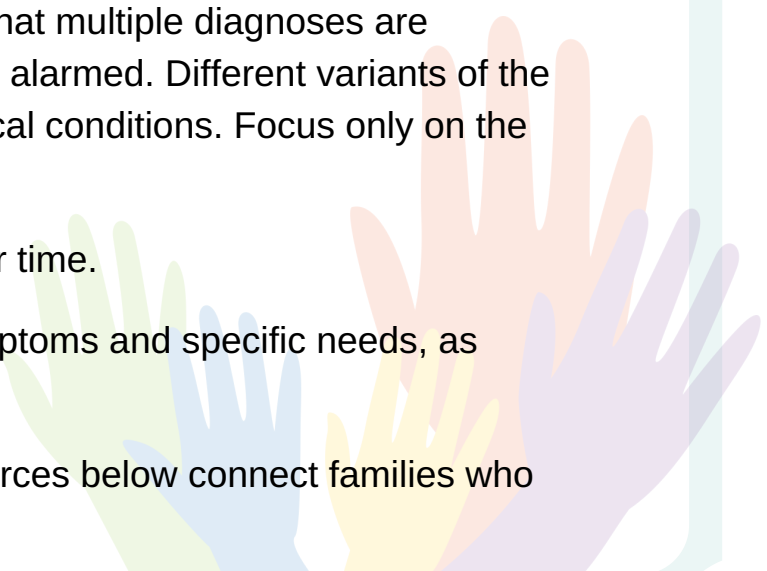 hat multiple diagnoses are
alarmed. Different variants of the
cal conditions. Focus only on the
r time.
ptoms and specific needs, as
rces below connect families who